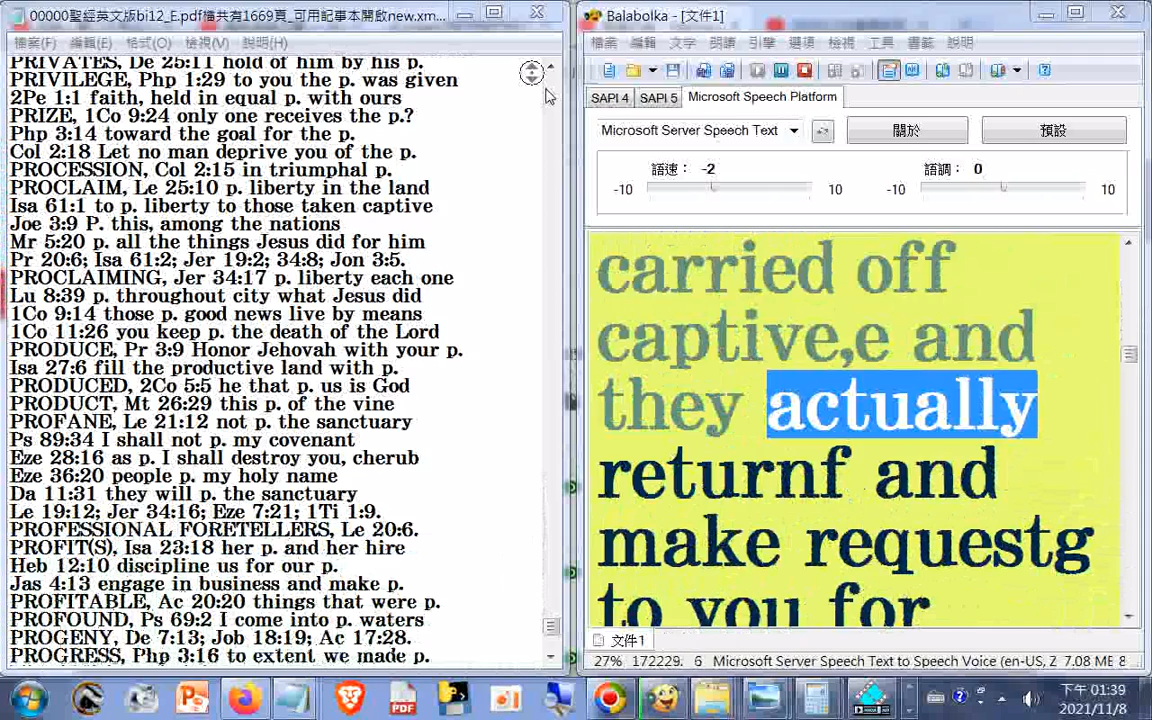 00000聖經英文版bi12_E.pdf檔共有1669頁_可用記事本開啟new.xm...
檔案(F) 編輯(E) 格式(O) 檢視(V) 說明(H)
PRIVATES, De 25:11 hold of him by his p.
PRIVILEGE, Php 1:29 to you the p. was given
2Pe 1:1 faith, held in equal p. with ours
PRIZE, 1Co 9:24 only one receives the p.?
Php 3:14 toward the goal for the p.
Col 2:18 Let no man deprive you of the p.
PROCESSION, Col 2:15 in triumphal p.
PROCLAIM, Le 25:10 p. liberty in the land
Isa 61:1 to p. liberty to those taken captive
Joe 3:9 P. this, among the nations
Mr 5:20 p. all the things Jesus did for him
Pr 20:6; Isa 61:2; Jer 19:2; 34:8; Jon 3:5.
PROCLAIMING, Jer 34:17 p. liberty each one
Lu 8:39 p. throughout city what Jesus did
1Co 9:14 those p. good news live by means
1Co 11:26 you keep p. the death of the Lord
PRODUCE, Pr 3:9 Honor Jehovah with your p.
Isa 27:6 fill the productive land with p.
PRODUCED, 2Co 5:5 he that p. us is God
PRODUCT, Mt 26:29 this p. of the vine
PROFANE, Le 21:12 not p. the sanctuary
Ps 89:34 I shall not p. my covenant
Eze 28:16 as p. I shall destroy you, cherub
Eze 36:20 people p. my holy name
Da 11:31 they will p. the sanctuary
Le 19:12; Jer 34:16; Eze 7:21; 1Ti 1:9.
PROFESSIONAL FORETELLERS, Le 20:6.
PROFIT(S), Isa 23:18 her p. and her hire
Heb 12:10 discipline us for our p.
Jas 4:13 engage in business and make p.
PROFITABLE, Ac 20:20 things that were p.
PROFOUND, Ps 69:2 I come into p. waters
PROGENY, De 7:13; Job 18:19; Ac 17:28.
PROGRESS, Php 3:16 to extent we made p.
Balabolka - [文件1]
檔案 編輯 文字 朗讀 引擎 選項 檢視 工具 書籤 說明
SAPI 4 SAPI 5 Microsoft Speech Platform
Microsoft Server Speech Text 關於 預設
語速： -2 語調： 0
-10 10 -10 10
carried off
captive,e and
they actually
returnf and
make requestg
to you for
文件1
27% 172229. 6 Microsoft Server Speech Text to Speech Voice (en-US, Z 7.08 MB 8
下午 01:39
2021/11/8